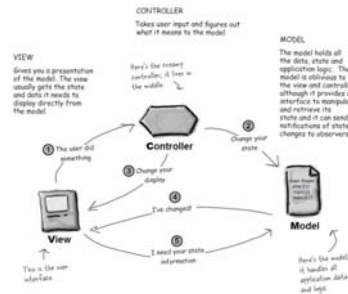 CONTROLLER
Takes user input and figures out
what it means to the model.
MODEL
The model holds all
the data, state and
application logic. The
model is oblivious to
the view and controller
although it provides a
interface to manipula
and retrieve its
state and it can send
notifications of state
changes to observers
VIEW
Gives you a presentation
of the model. The view
usually gets the state
and data it needs to
display directly from
the model.
Here's the creamy
controller; it lives in
the middle.
① The user did
something
Controller
② Change your
state
③ Change your
display
④
I've changed!
⑤
I need your state
information
View
Model
This is the user
interface.
Here's the model;
it handles all
application data
and logic.